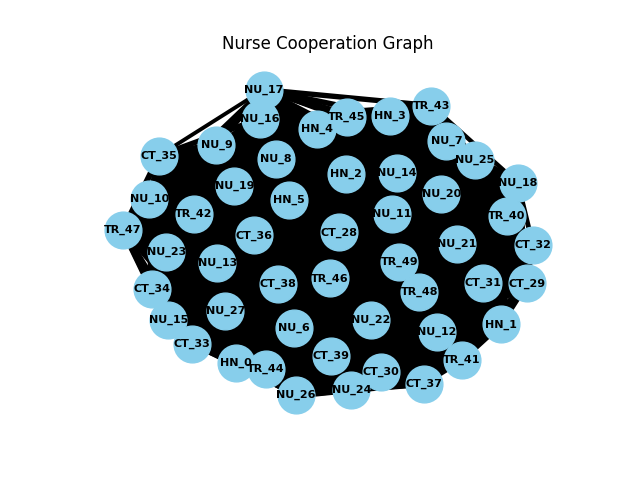 Nurse Cooperation Graph
NU_17
TR_43
NU_16
TR_45
HN_3
HN_4
NU_7
NU_9
CT_35
NU_8
NU_25
HN_2
NU_14
NU_18
NU_19
NU_20
NU_10
HN_5
TR_42
NU_11
TR_40
TR_47
CT_36
CT_28
NU_21
CT_32
NU_23
NU_13
TR_49
TR_46
CT_38
CT_31
CT_29
CT_34
TR_48
NU_27
NU_15
NU_22
HN_1
NU_6
NU_12
CT_33
CT_39
TR_41
HN_0
TR_44
CT_30
CT_37
NU_24
NU_26